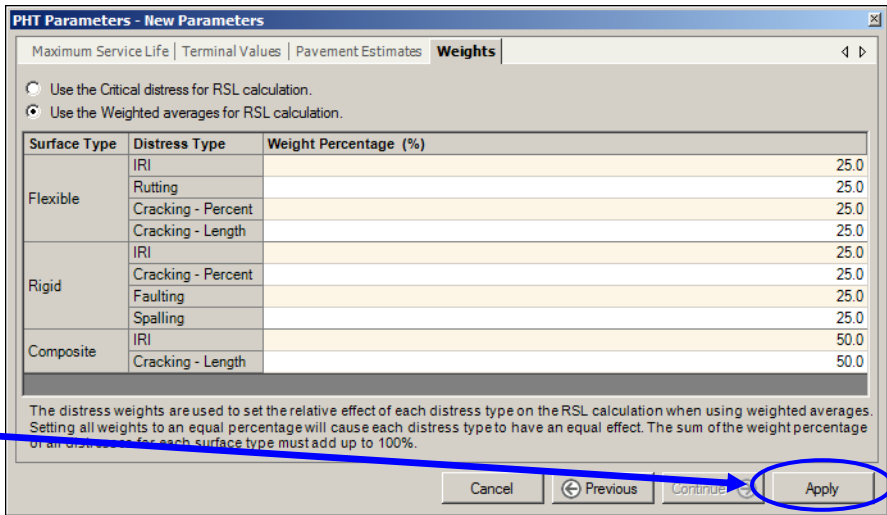 PHT Parameters - New Parameters
Maximum Service Life | Terminal Values | Pavement Estimates Weights
Use the Critical distress for RSL calculation.
Use the Weighted averages for RSL calculation.
Surface Type Distress Type Weight Percentage (%)
Flexible
IRI 25.0
Rutting 25.0
Cracking - Percent 25.0
Cracking - Length 25.0
Rigid
IRI 25.0
Cracking - Percent 25.0
Faulting 25.0
Spalling 25.0
Composite
IRI 50.0
Cracking - Length 50.0
The distress weights are used to set the relative effect of each distress type on the RSL calculation when using weighted averages.
Setting all weights to an equal percentage will cause each distress type to have an equal effect. The sum of the weight percentage
of all distresses for each surface type must add up to 100%.
Cancel Previous Continue Apply